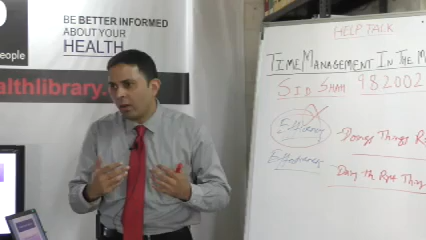 People
BE BETTER INFORMED
ABOUT YOUR
HEALTH
althlibrary.
HELP TALK
TIME MANAGEMENT IN THE M
SID SHAH 982002
Efficiency - Doing Things R
Effectiveness Doing th Right Thing